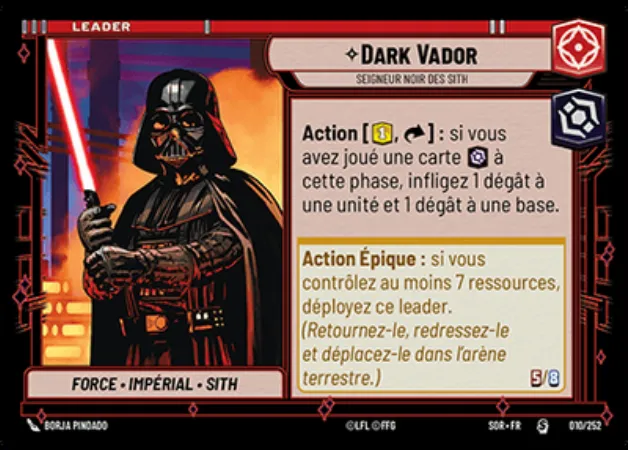 LEADER
DARK VADOR
SEIGNEUR NOIR DES SITH
Action [1, ] : si vous
avez joué une carte à
cette phase, infligez 1 dégât à
une unité et 1 dégât à une base.
Action Épique : si vous
contrôlez au moins 7 ressources,
déployez ce leader.
(Retournez-le, redressez-le
et déplacez-le dans l'arène
terrestre.)
5/8
FORCE • IMPÉRIAL • SITH
BORJA PINDADO
©LFL ©FFG
SOR • FR
010/252